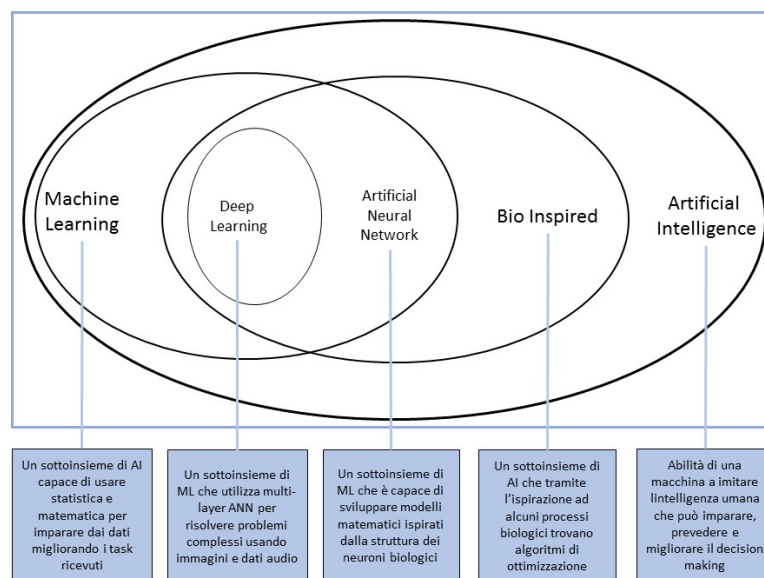 Machine
Learning
Deep
Learning
Artificial
Neural
Network
Bio Inspired
Artificial
Intelligence
Un sottoinsieme di AI
capace di usare
statistica e
matematica per
imparare dai dati
migliorando i task
ricevuti
Un sottoinsieme di
ML che utilizza multi-
layer ANN per
risolvere problemi
complessi usando
immagini e dati audio
Un sottoinsieme di
ML che è capace di
sviluppare modelli
matematici ispirati
dalla struttura dei
neuroni biologici
Un sottoinsieme di
AI che tramite
l'ispirazione ad
alcuni processi
biologici trovano
algoritmi di
ottimizzazione
Abilità di una
macchina a imitare
lintelligenza umana
che può imparare,
prevedere e
migliorare il decision
making